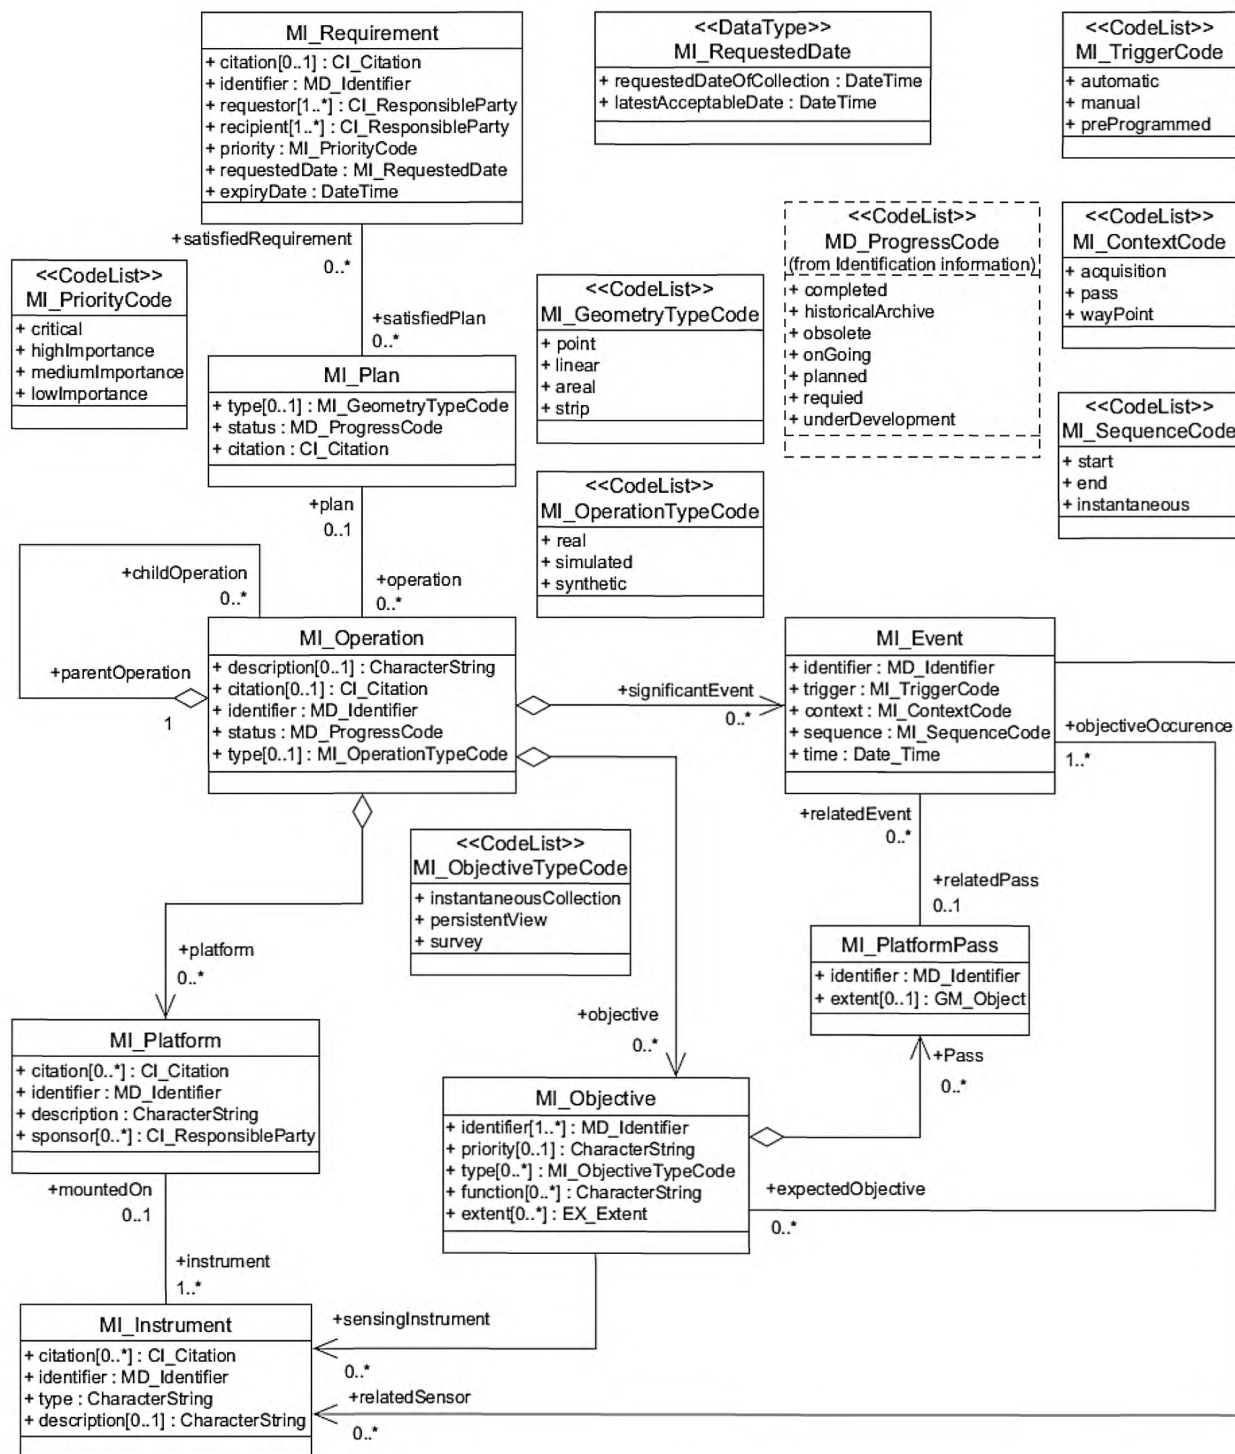 MI_Requirement
+ citation[0..1] : CI_Citation
+ identifier : MD_Identifier
+ requestor[1..*] : CI_ResponsibleParty
+ recipient[1..*] : CI_ResponsibleParty
+ priority : MI_PriorityCode
+ requestedDate : MI_RequestedDate
+ expiryDate : DateTime
<<DataType>>
MI_RequestedDate
+ requestedDateOfCollection : DateTime
+ latestAcceptableDate : DateTime
<<CodeList>>
MI_TriggerCode
+ automatic
+ manual
+ preProgrammed
+satisfiedRequirement
0..*
<<CodeList>>
MI_PriorityCode
+ critical
+ highImportance
+ mediumImportance
+ lowImportance
+satisfiedPlan
0..*
<<CodeList>>
MI_GeometryTypeCode
+ point
+ linear
+ areal
+ strip
<<CodeList>>
MD_ProgressCode
(from Identification information)
+ completed
+ historicalArchive
+ obsolete
+ onGoing
+ planned
+ requied
+ underDevelopment
<<CodeList>>
MI_ContextCode
+ acquisition
+ pass
+ wayPoint
MI_Plan
+ type[0..1] : MI_GeometryTypeCode
+ status : MD_ProgressCode
+ citation : CI_Citation
<<CodeList>>
MI_SequenceCode
+ start
+ end
+ instantaneous
+plan
0..1
<<CodeList>>
MI_OperationTypeCode
+ real
+ simulated
+ synthetic
+childOperation
0..*
+operation
0..*
+parentOperation
1
MI_Operation
+ description[0..1] : CharacterString
+ citation[0..1] : CI_Citation
+ identifier : MD_Identifier
+ status : MD_ProgressCode
+ type[0..1] : MI_OperationTypeCode
+significantEvent
0..*
MI_Event
+ identifier : MD_Identifier
+ trigger : MI_TriggerCode
+ context : MI_ContextCode
+ sequence : MI_SequenceCode
+ time : Date_Time
+objectiveOccurence
1..*
+relatedEvent
0..*
<<CodeList>>
MI_ObjectiveTypeCode
+ instantaneousCollection
+ persistentView
+ survey
+relatedPass
0..1
MI_PlatformPass
+ identifier : MD_Identifier
+ extent[0..1] : GM_Object
+platform
0..*
+objective
0..*
+Pass
0..*
MI_Platform
+ citation[0..*] : CI_Citation
+ identifier : MD_Identifier
+ description : CharacterString
+ sponsor[0..*] : CI_ResponsibleParty
MI_Objective
+ identifier[1..*] : MD_Identifier
+ priority[0..1] : CharacterString
+ type[0..*] : MI_ObjectiveTypeCode
+ function[0..*] : CharacterString
+ extent[0..*] : EX_Extent
+mountedOn
0..1
+expectedObjective
0..*
+instrument
1..*
MI_Instrument
+ citation[0..*] : CI_Citation
+ identifier : MD_Identifier
+ type : CharacterString
+ description[0..1] : CharacterString
+sensingInstrument
0..*
+relatedSensor
0..*